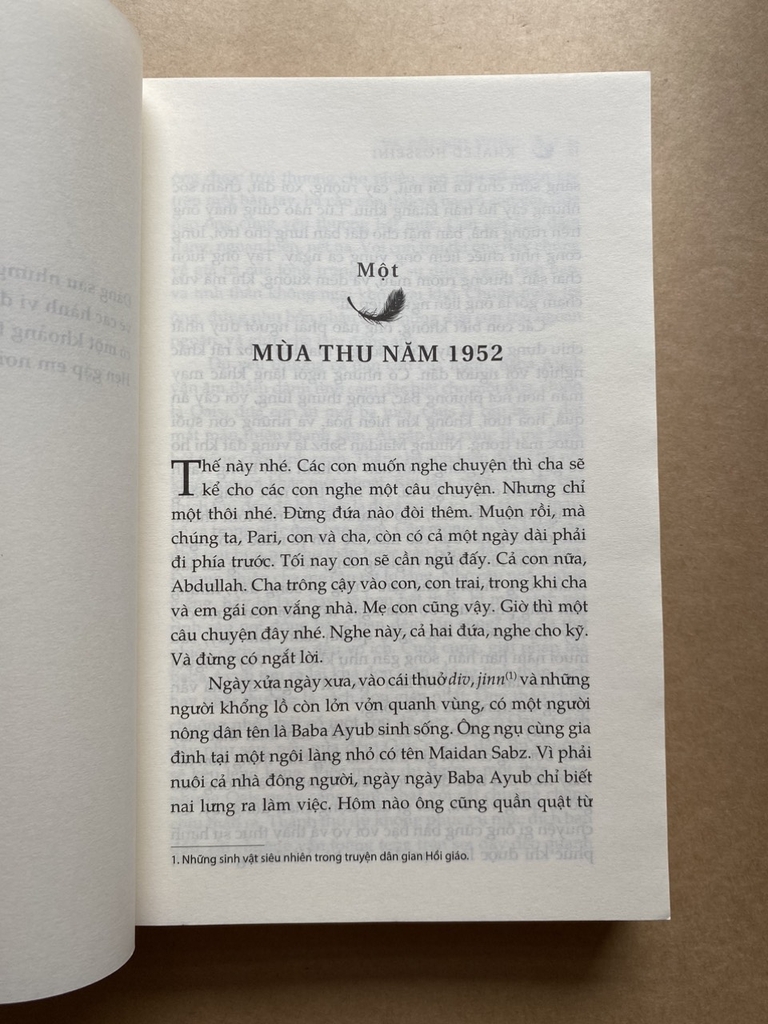 Một
MÙA THU NĂM 1952
Thế này nhé. Các con muốn nghe chuyện thì cha sẽ
kể cho các con nghe một câu chuyện. Nhưng chỉ
một thôi nhé. Đừng đứa nào đòi thêm. Muộn rồi, mà
chúng ta, Pari, con và cha, còn có cả một ngày dài phải
đi phía trước. Tối nay con sẽ cần ngủ đấy. Cả con nữa,
Abdullah. Cha trông cậy vào con, con trai, trong khi cha
và em gái con vắng nhà. Mẹ con cũng vậy. Giờ thì một
câu chuyện đây nhé. Nghe này, cả hai đứa, nghe cho kỹ.
Và đừng có ngắt lời.
Ngày xửa ngày xưa, vào cái thuở div, jinn(1) và những
người khổng lồ còn lởn vởn quanh vùng, có một người
nông dân tên là Baba Ayub sinh sống. Ông ngụ cùng gia
đình tại một ngôi làng nhỏ có tên Maidan Sabz. Vì phải
nuôi cả nhà đông người, ngày ngày Baba Ayub chỉ biết
nai lưng ra làm việc. Hôm nào ông cũng quần quật từ
1. Những sinh vật siêu nhiên trong truyện dân gian Hồi giáo.